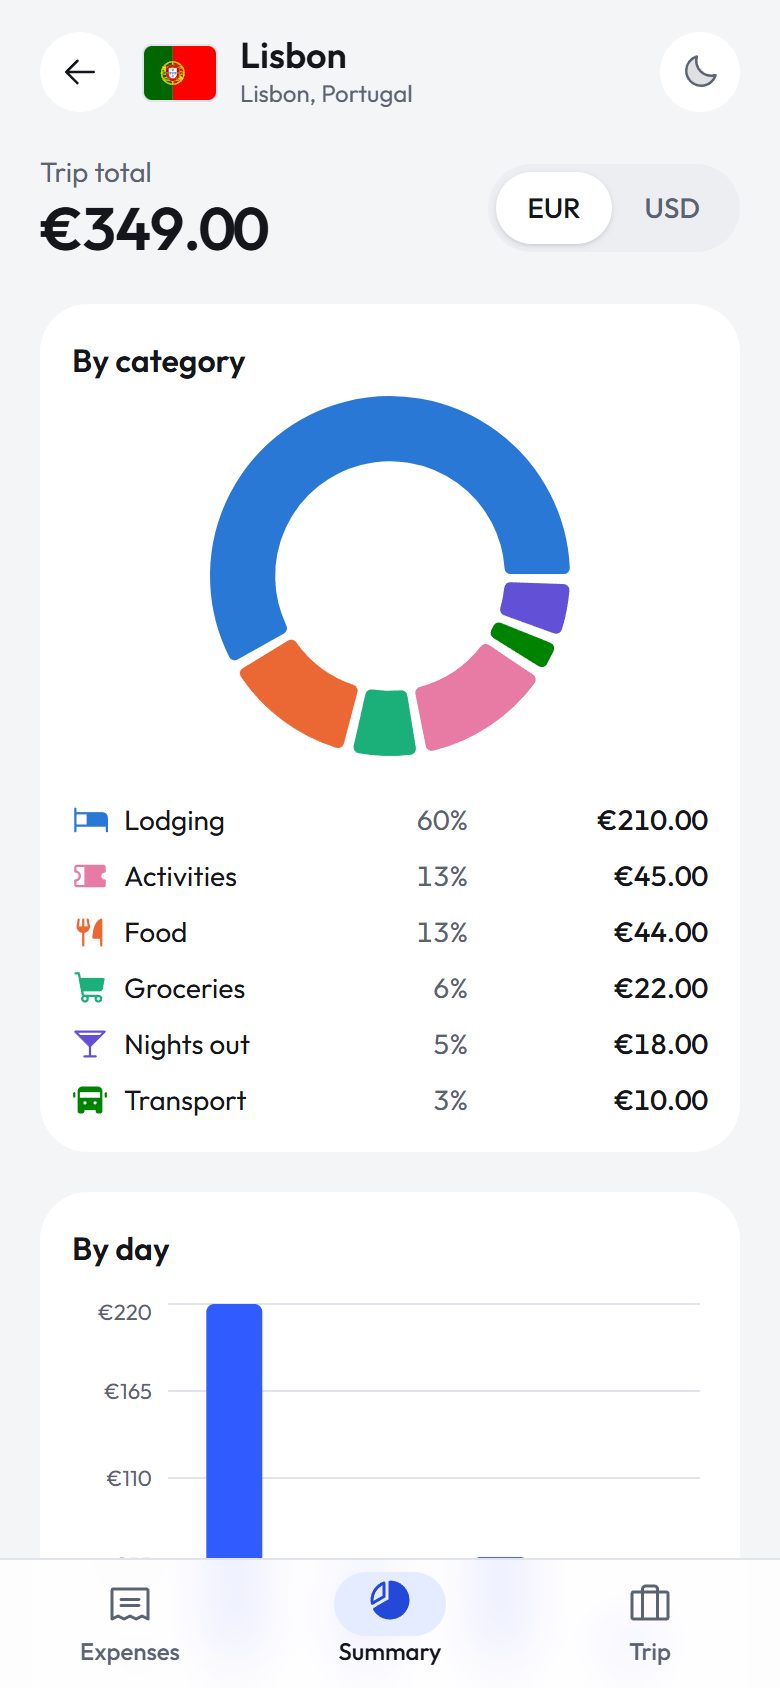 Lisbon
Lisbon, Portugal
Trip total
€349.00
EUR
USD
By category
Lodging 60% €210.00
Activities 13% €45.00
Food 13% €44.00
Groceries 6% €22.00
Nights out 5% €18.00
Transport 3% €10.00
By day
€220
€165
€110
Expenses
Summary
Trip